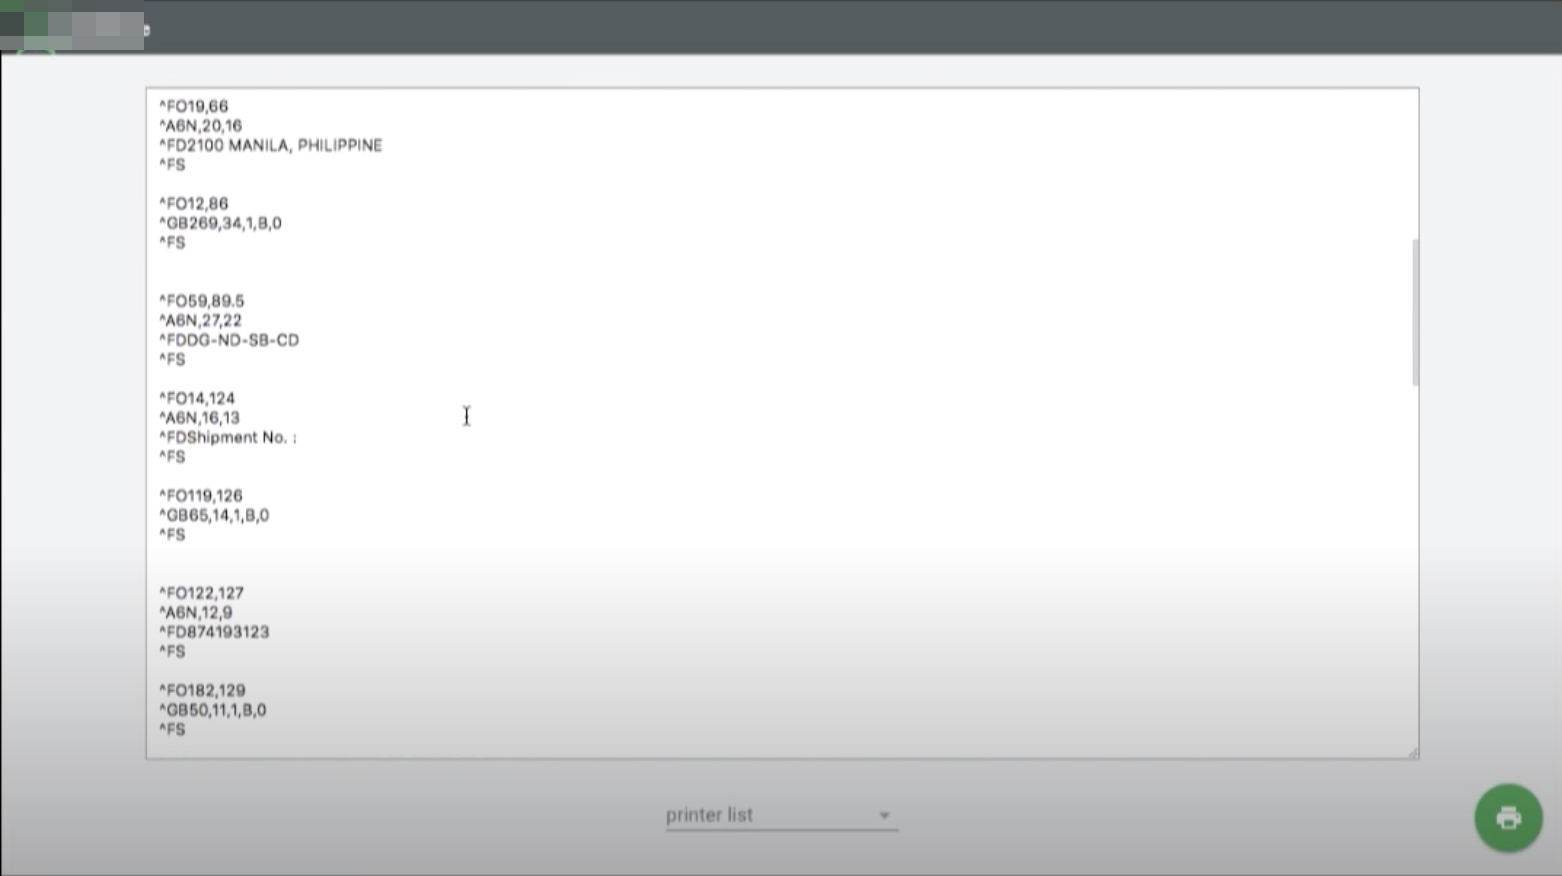 ^FO19,66
^A6N,20,16
^FD2100 MANILA, PHILIPPINE
^FS
^FO12,86
^GB269,34,1,B,0
^FS
^FO59,89.5
^A6N,27,22
^FDDG-ND-SB-CD
^FS
^FO14,124
^A6N,16,13
^FDShipment No. :
^FS
^FO119,126
^GB65,14,1,B,0
^FS
^FO122,127
^A6N,12,9
^FD874193123
^FS
^FO182,129
^GB50,11,1,B,0
^FS
printer list